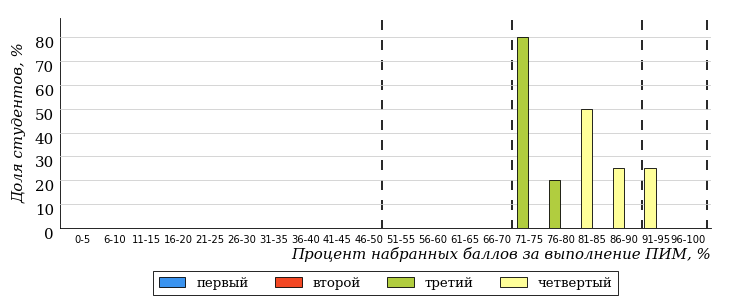 Доля студентов, %
80
70
60
50
40
30
20
10
0
0-5 6-10 11-15 16-20 21-25 26-30 31-35 36-40 41-45 46-50 51-55 56-60 61-65 66-70 71-75 76-80 81-85 86-90 91-95 96-100
Процент набранных баллов за выполнение ПИМ, %
первый второй третий четвертый